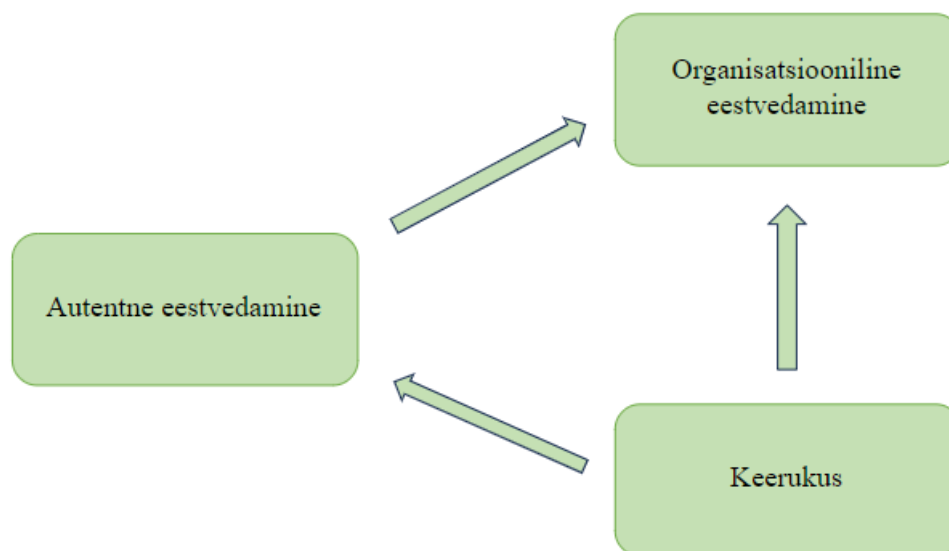 Organisatsiooniline
eestvedamine
Autentne eestvedamine
Keerukus